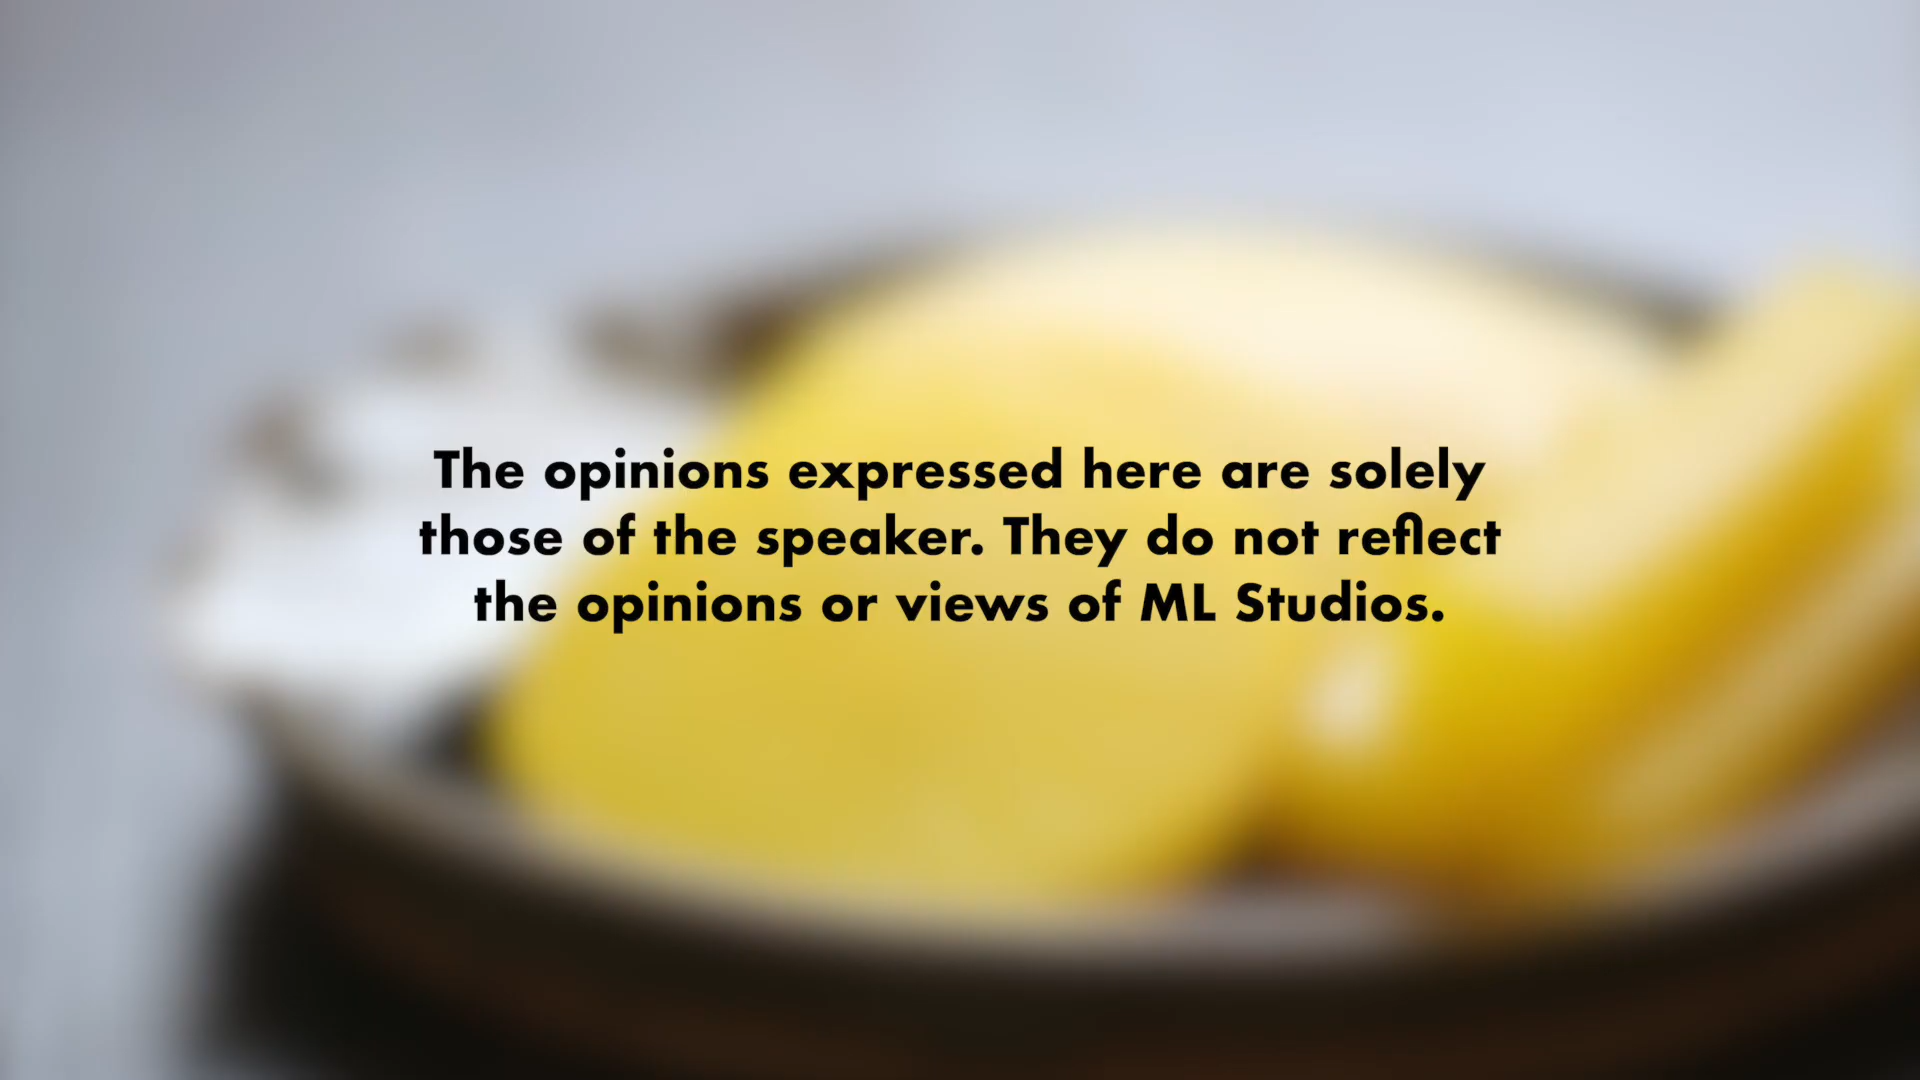 The opinions expressed here are solely
those of the speaker. They do not reflect
the opinions or views of ML Studios.